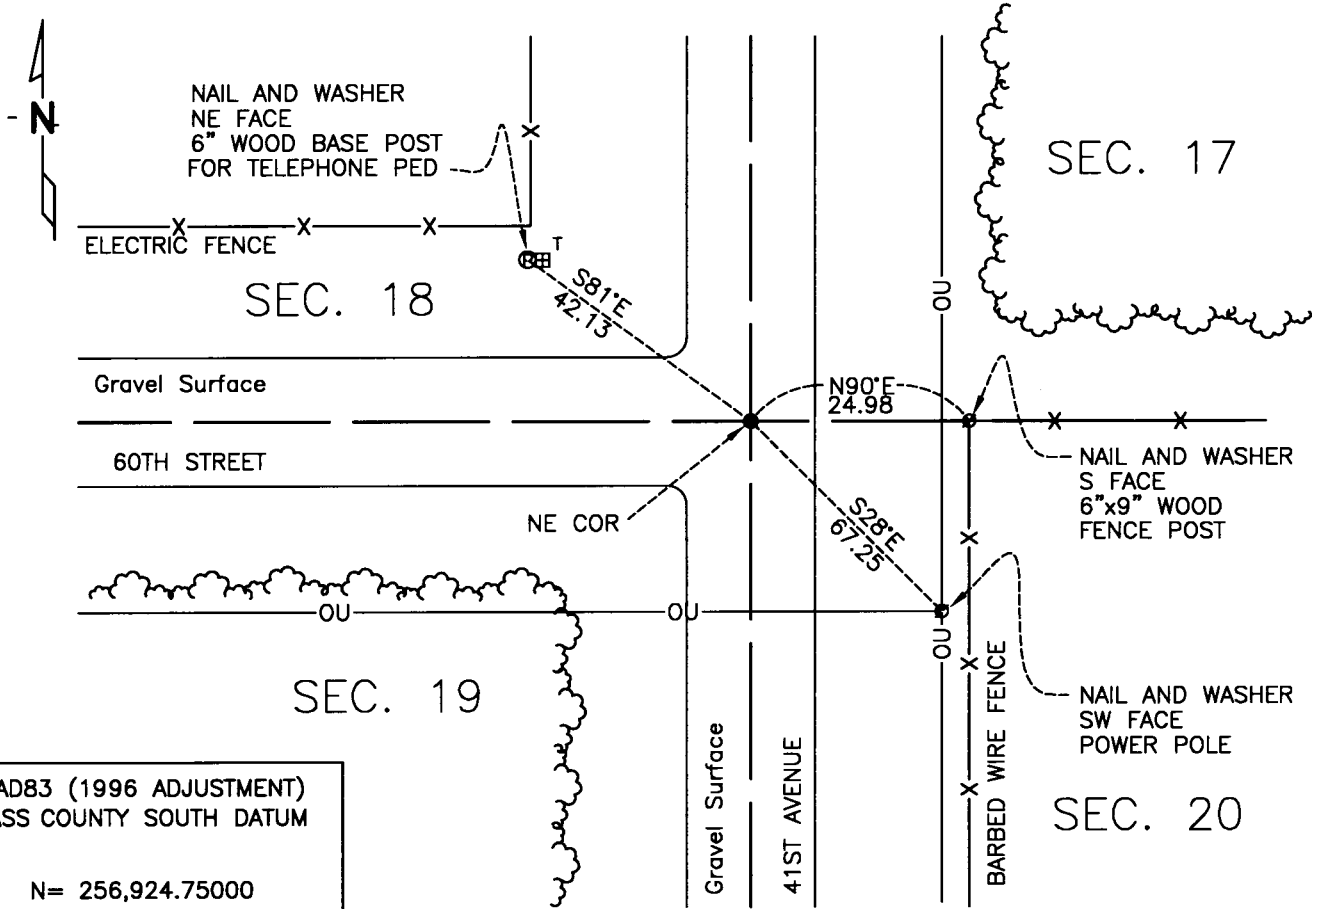 N
NAIL AND WASHER
NE FACE
6" WOOD BASE POST
FOR TELEPHONE PED
X
SEC. 17
X X X
ELECTRIC FENCE
T
SEC. 18
S81°E
42.13
OU
Gravel Surface
N90°E
24.98
X X
60TH STREET
NE COR
NAIL AND WASHER
S FACE
6"x9" WOOD
FENCE POST
S28°E
67.25
X
OU OU
OU
X
SEC. 19
NAIL AND WASHER
SW FACE
POWER POLE
Gravel Surface
41ST AVENUE
X
BARBED WIRE FENCE
SEC. 20
AD83 (1996 ADJUSTMENT)
ASS COUNTY SOUTH DATUM
N= 256,924.75000